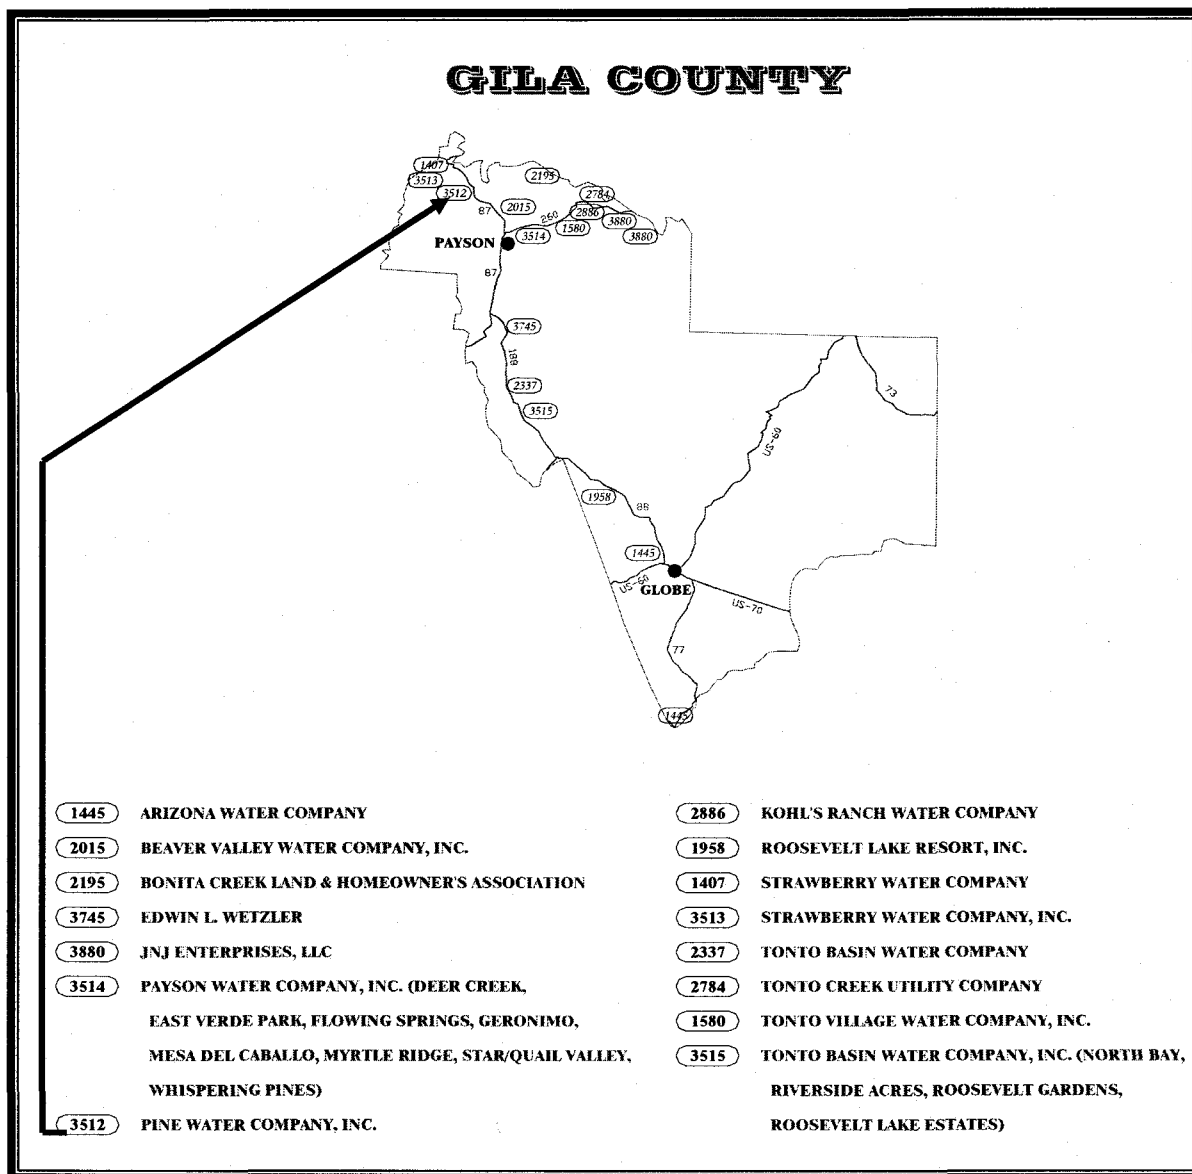 GILA COUNTY
1407
3513
3512
2195
2784
2015
87
260
2886
3880
1580
3514
3880
PAYSON
87
3745
188
2337
3515
73
US-60
1958
88
1445
US-60
GLOBE
US-70
77
1445
1445 ARIZONA WATER COMPANY
2015 BEAVER VALLEY WATER COMPANY, INC.
2195 BONITA CREEK LAND & HOMEOWNER'S ASSOCIATION
3745 EDWIN L. WETZLER
3880 JNJ ENTERPRISES, LLC
3514 PAYSON WATER COMPANY, INC. (DEER CREEK,
EAST VERDE PARK, FLOWING SPRINGS, GERONIMO,
MESA DEL CABALLO, MYRTLE RIDGE, STAR/QUAIL VALLEY,
WHISPERING PINES)
3512 PINE WATER COMPANY, INC.
2886 KOHL'S RANCH WATER COMPANY
1958 ROOSEVELT LAKE RESORT, INC.
1407 STRAWBERRY WATER COMPANY
3513 STRAWBERRY WATER COMPANY, INC.
2337 TONTO BASIN WATER COMPANY
2784 TONTO CREEK UTILITY COMPANY
1580 TONTO VILLAGE WATER COMPANY, INC.
3515 TONTO BASIN WATER COMPANY, INC. (NORTH BAY,
RIVERSIDE ACRES, ROOSEVELT GARDENS,
ROOSEVELT LAKE ESTATES)